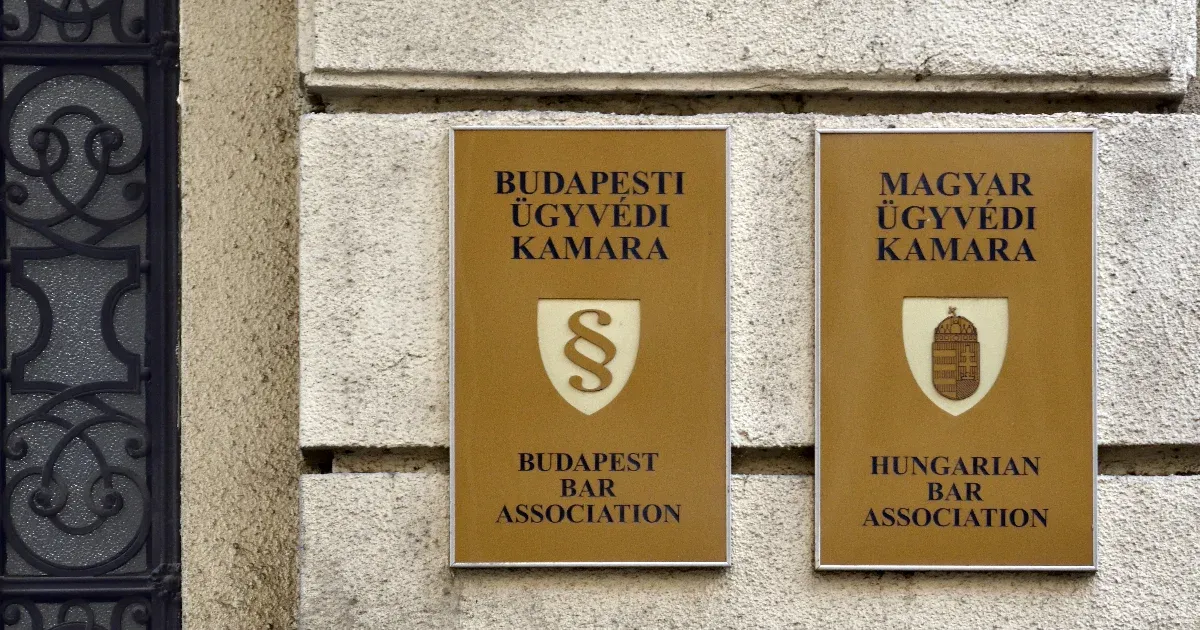 BUDAPESTI
ÜGYVÉDI
KAMARA
§
BUDAPEST
BAR
ASSOCIATION
MAGYAR
ÜGYVÉDI
KAMARA
HUNGARIAN
BAR
ASSOCIATION